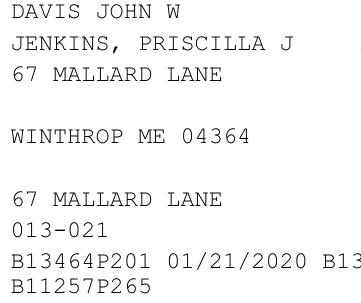 DAVIS JOHN W
JENKINS, PRISCILLA J
67 MALLARD LANE
WINTHROP ME 04364
67 MALLARD LANE
013-021
B13464P201 01/21/2020 B13
B11257P265